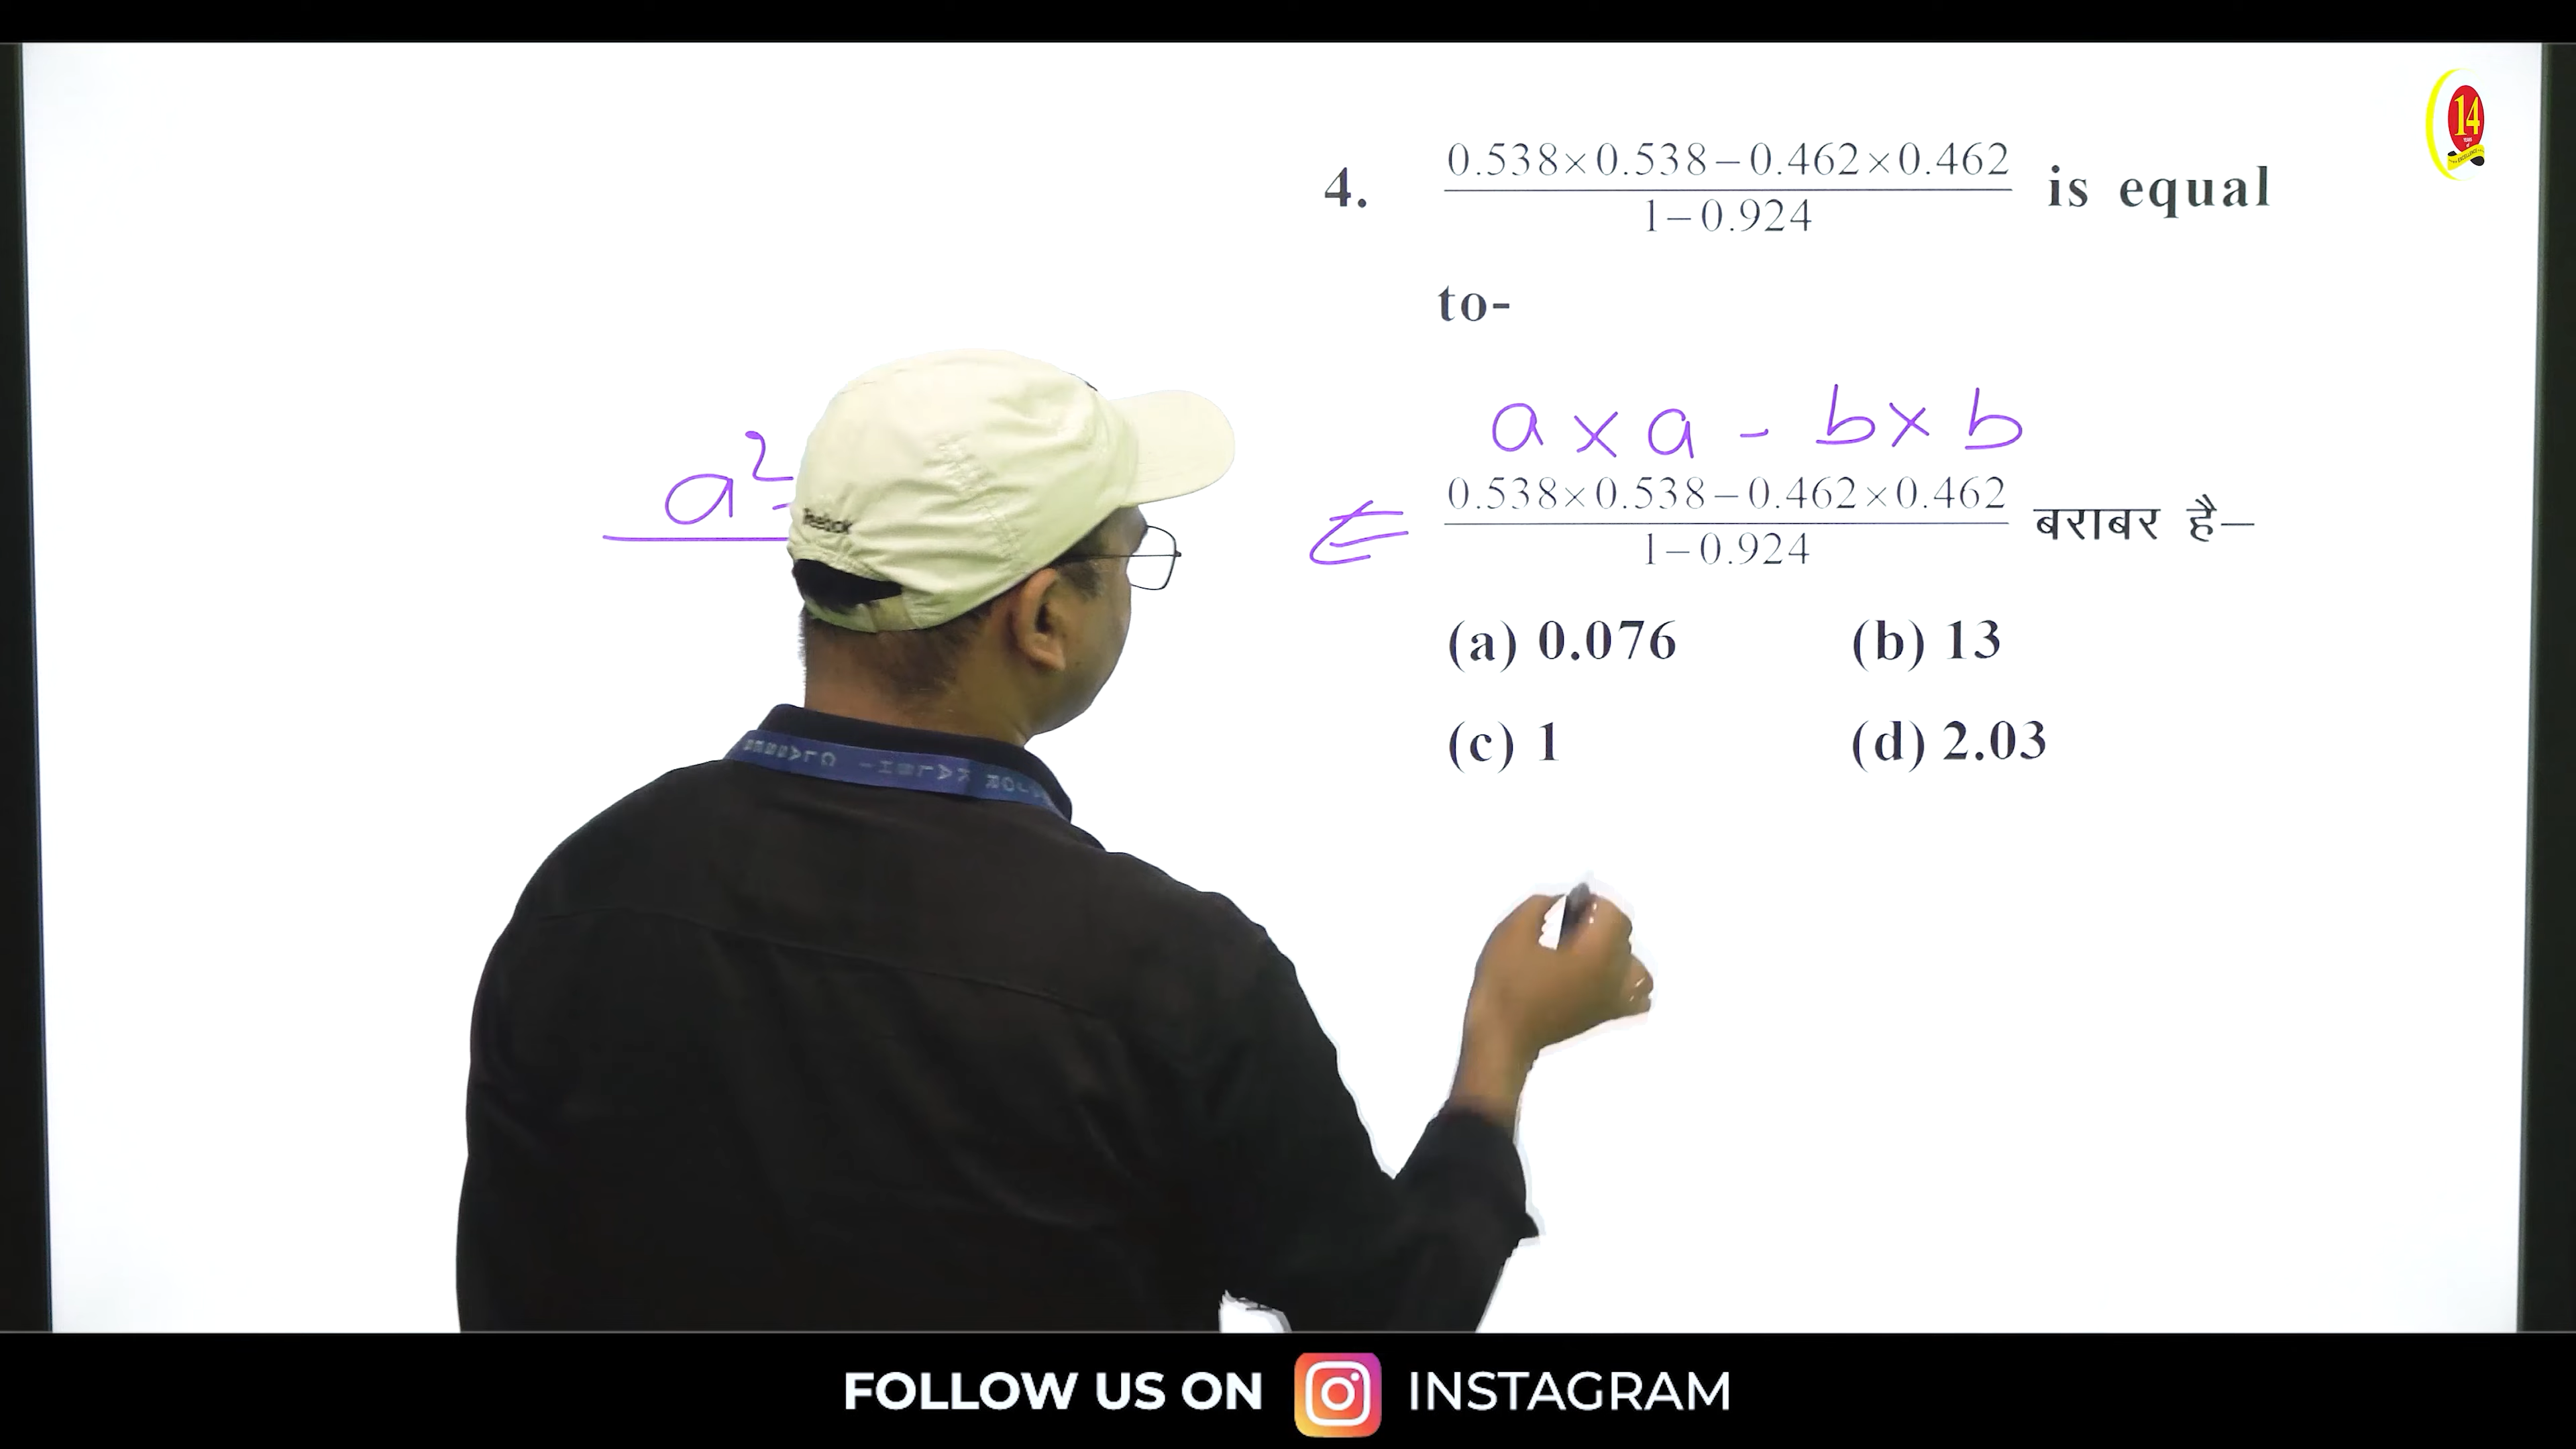 14
4. 0.538×0.538−0.462×0.462 / 1−0.924 is equal
to-
a × a - b × b
a² -
0.538×0.538−0.462×0.462 / 1−0.924 बराबर है–
(a) 0.076 (b) 13
(c) 1 (d) 2.03
Reebok
FOLLOW US ON INSTAGRAM